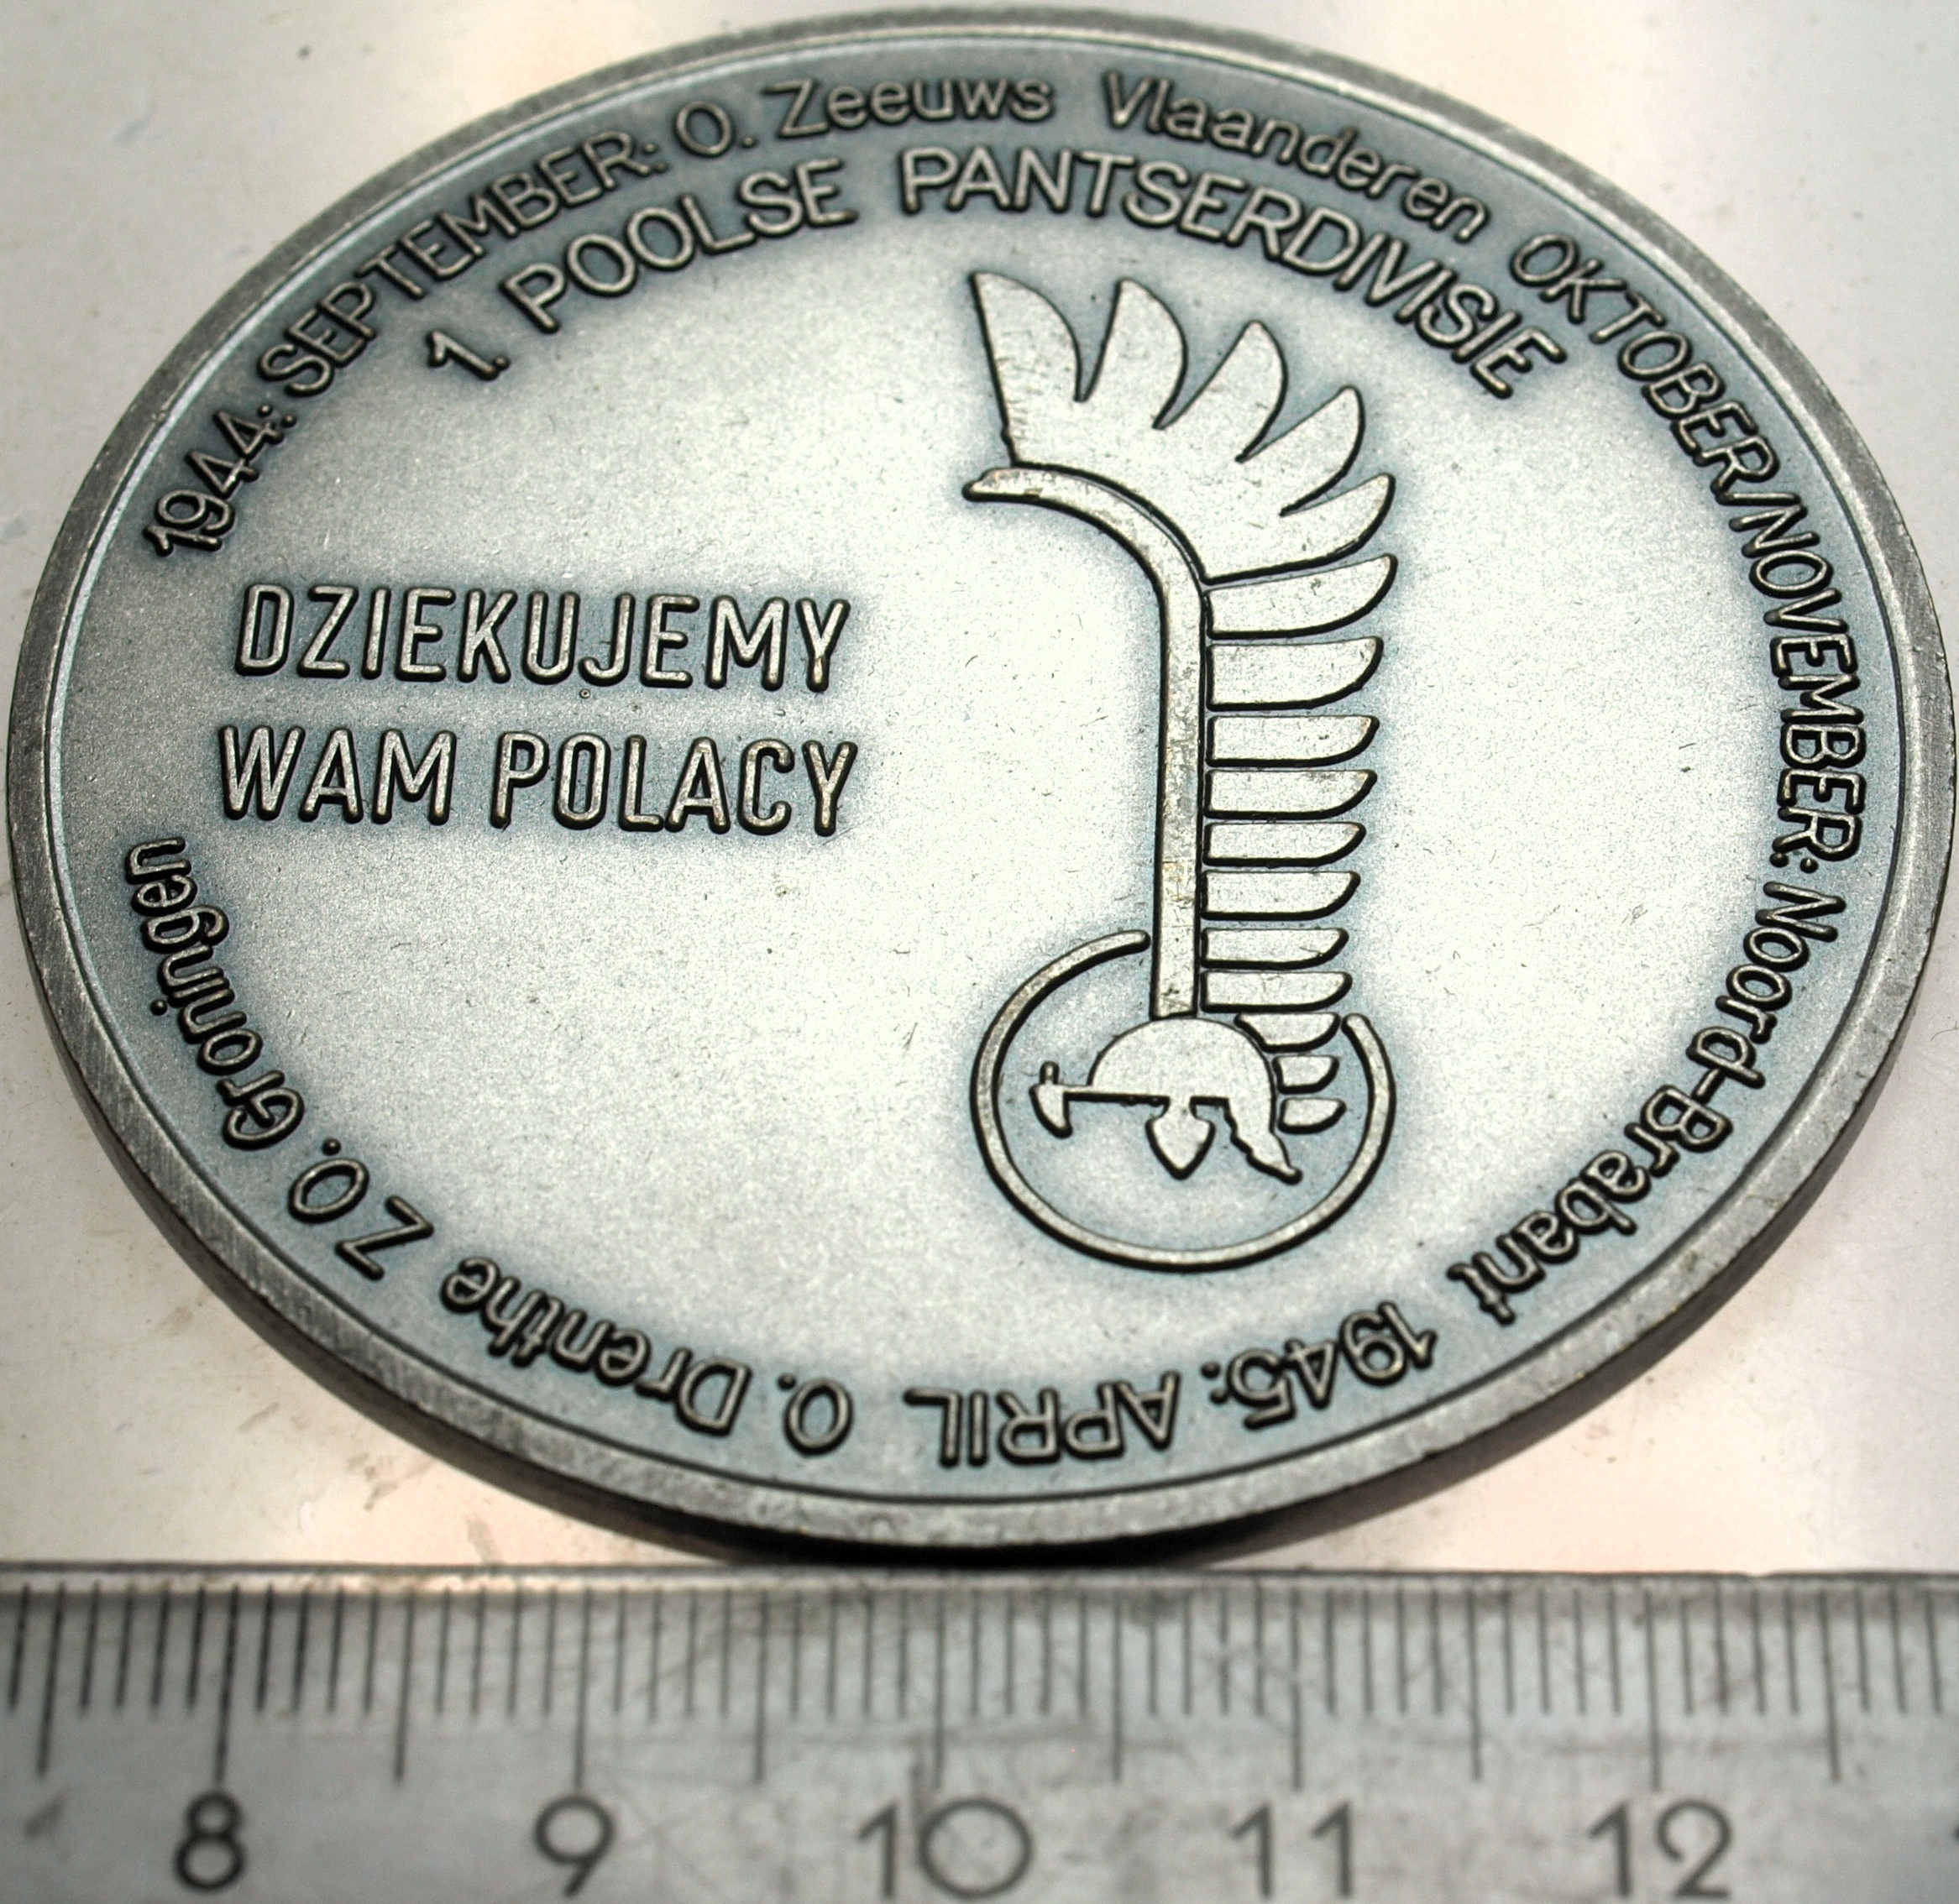 1944: SEPTEMBER: O. Zeeuws Vlaanderen OKTOBER/NOVEMBER: Noord-Brabant 1945: APRIL O. Drenthe Z.O. Groningen
1. POOLSE PANTSERDIVISIE
DZIEKUJEMY
WAM POLACY
8 9 10 11 12